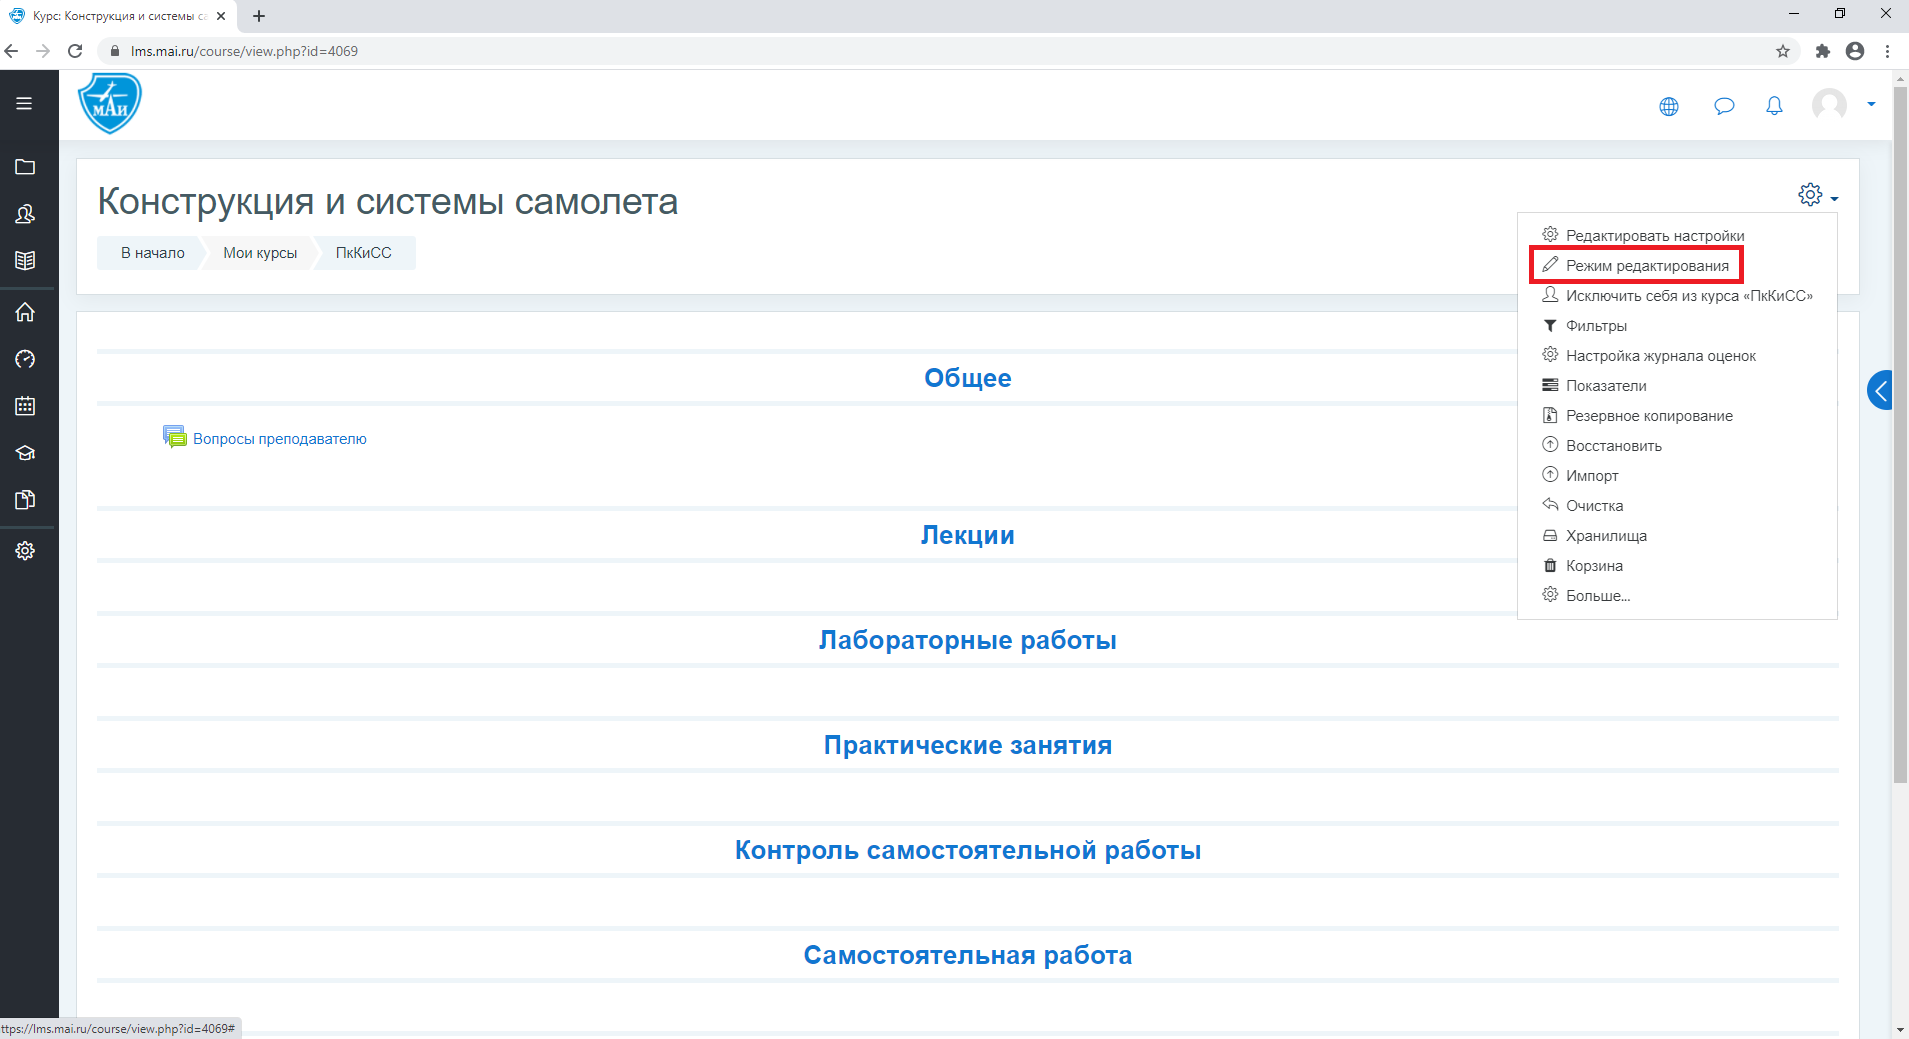 Курс: Конструкция и системы са
lms.mai.ru/course/view.php?id=4069
МАИ
Конструкция и системы самолета
В начало
Мои курсы
ПкКиСС
Редактировать настройки
Режим редактирования
Исключить себя из курса «ПкКиСС»
Фильтры
Настройка журнала оценок
Показатели
Резервное копирование
Восстановить
Импорт
Очистка
Хранилища
Корзина
Больше...
Общее
Вопросы преподавателю
Лекции
Лабораторные работы
Практические занятия
Контроль самостоятельной работы
Самостоятельная работа
ttps://lms.mai.ru/course/view.php?id=4069#